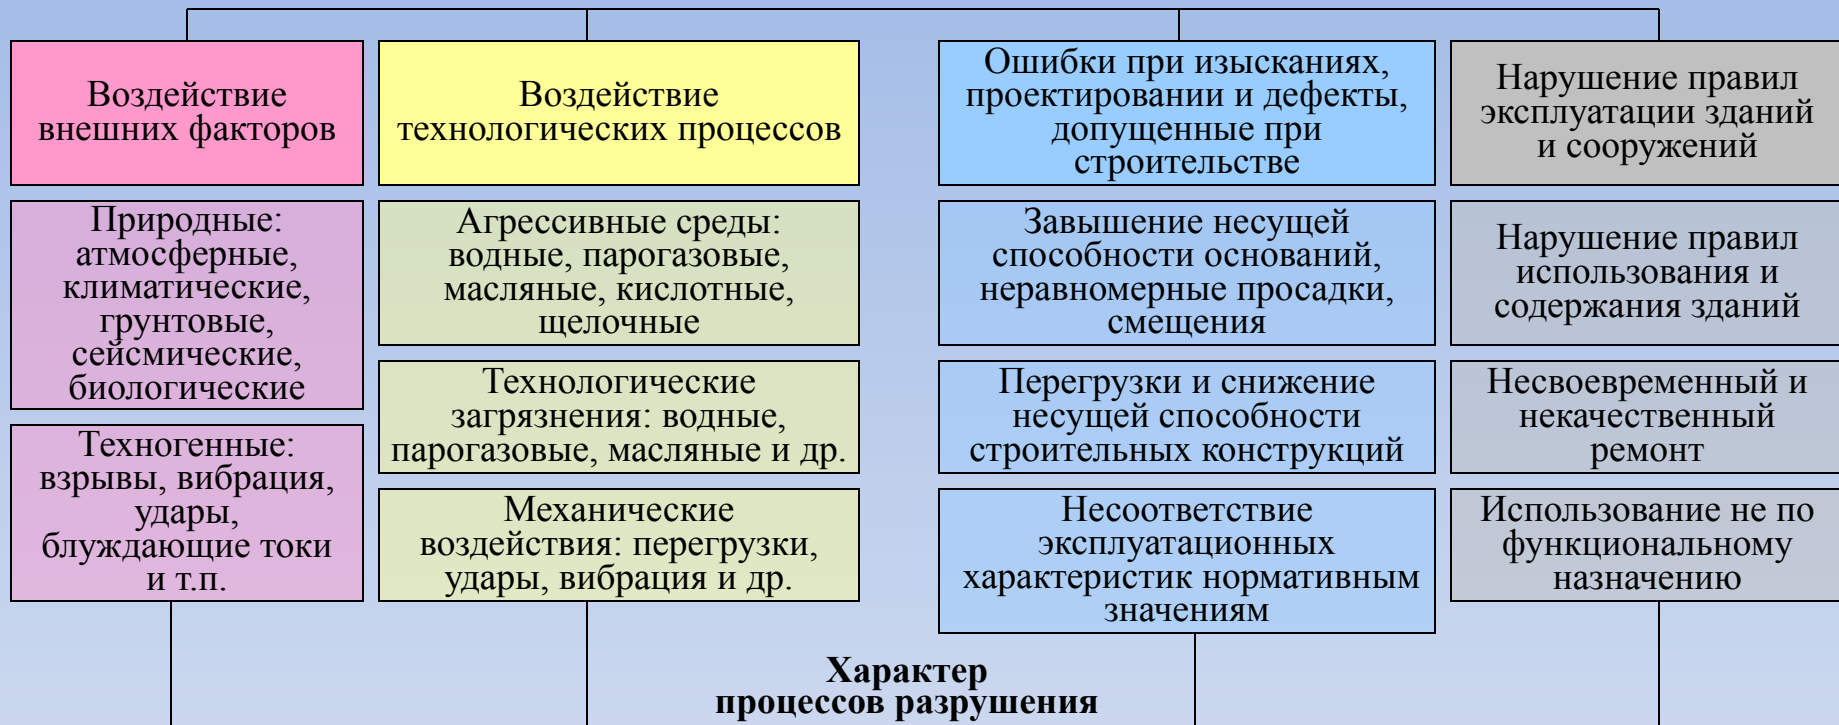 Воздействие
внешних факторов
Природные:
атмосферные,
климатические,
грунтовые,
сейсмические,
биологические
Техногенные:
взрывы, вибрация,
удары,
блуждающие токи
и т.п.
Воздействие
технологических процессов
Агрессивные среды:
водные, парогазовые,
масляные, кислотные,
щелочные
Технологические
загрязнения: водные,
парогазовые, масляные и др.
Механические
воздействия: перегрузки,
удары, вибрация и др.
Ошибки при изысканиях,
проектировании и дефекты,
допущенные при
строительстве
Завышение несущей
способности оснований,
неравномерные просадки,
смещения
Перегрузки и снижение
несущей способности
строительных конструкций
Несоответствие
эксплуатационных
характеристик нормативным
значениям
Нарушение правил
эксплуатации зданий
и сооружений
Нарушение правил
использования и
содержания зданий
Несвоевременный и
некачественный
ремонт
Использование не по
функциональному
назначению
Характер
процессов разрушения